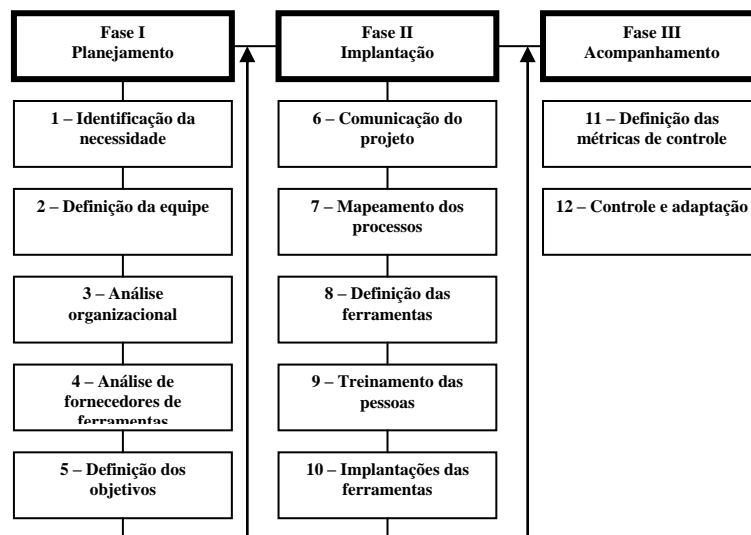 Fase I
Planejamento
1 – Identificação da
necessidade
2 – Definição da equipe
3 – Análise
organizacional
4 – Análise de
fornecedores de
ferramentas
5 – Definição dos
objetivos
Fase II
Implantação
6 – Comunicação do
projeto
7 – Mapeamento dos
processos
8 – Definição das
ferramentas
9 – Treinamento das
pessoas
10 – Implantações das
ferramentas
Fase III
Acompanhamento
11 – Definição das
métricas de controle
12 – Controle e adaptação